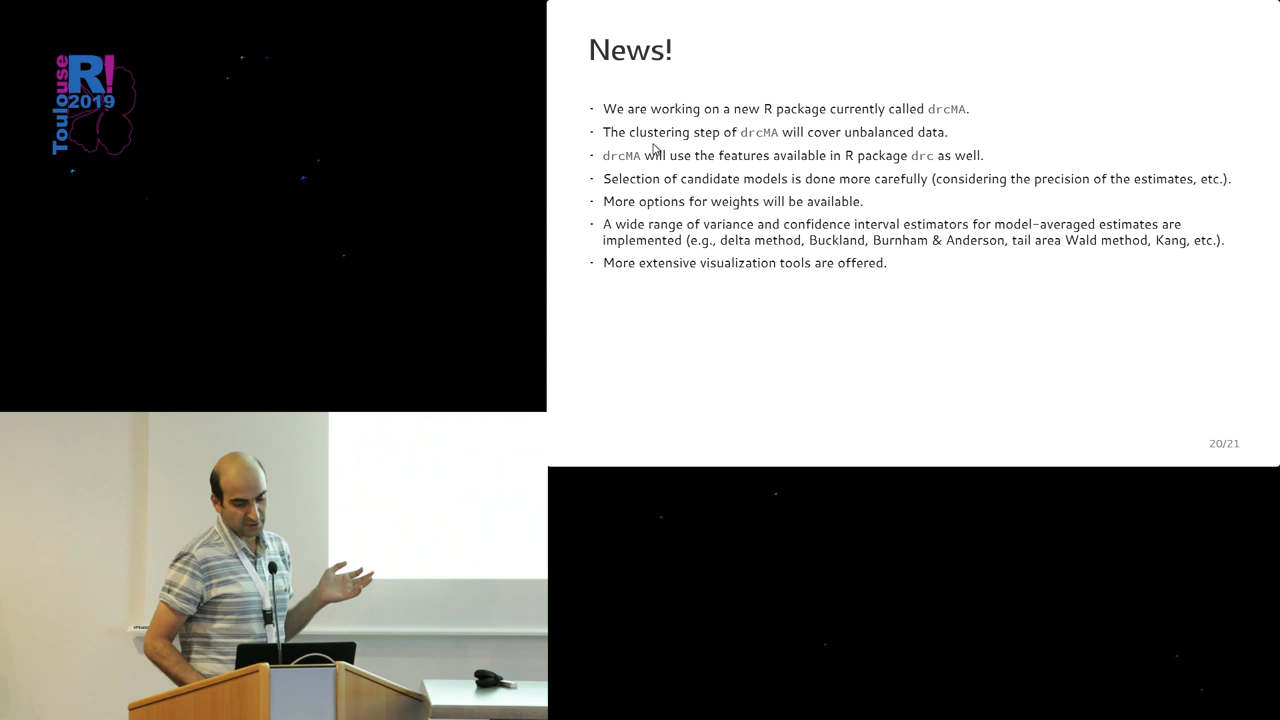 Toulouse
R!
2019
News!
- We are working on a new R package currently called drcMA.
- The clustering step of drcMA will cover unbalanced data.
- drcMA will use the features available in R package drc as well.
- Selection of candidate models is done more carefully (considering the precision of the estimates, etc.).
- More options for weights will be available.
- A wide range of variance and confidence interval estimators for model-averaged estimates are
implemented (e.g., delta method, Buckland, Burnham & Anderson, tail area Wald method, Kang, etc.).
- More extensive visualization tools are offered.
20/21